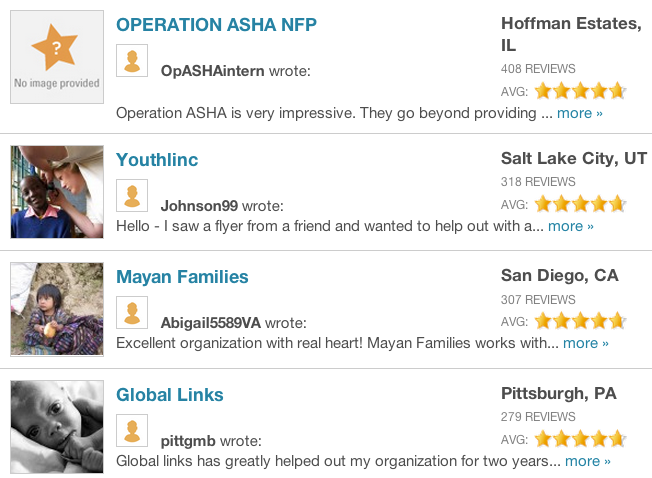 OPERATION ASHA NFP
Hoffman Estates,
IL
?
No image provided
OpASHAintern wrote:
408 REVIEWS
AVG:
Operation ASHA is very impressive. They go beyond providing ... more »
Youthlinc
Salt Lake City, UT
318 REVIEWS
Johnson99 wrote:
AVG:
Hello - I saw a flyer from a friend and wanted to help out with a... more »
Mayan Families
San Diego, CA
307 REVIEWS
Abigail5589VA wrote:
AVG:
Excellent organization with real heart! Mayan Families works with... more »
Global Links
Pittsburgh, PA
279 REVIEWS
pittgmb wrote:
AVG:
Global links has greatly helped out my organization for two years... more »